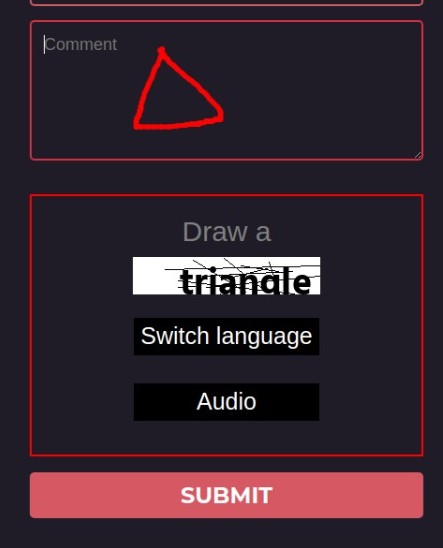 Comment
Draw a
triangle
Switch language
Audio
SUBMIT